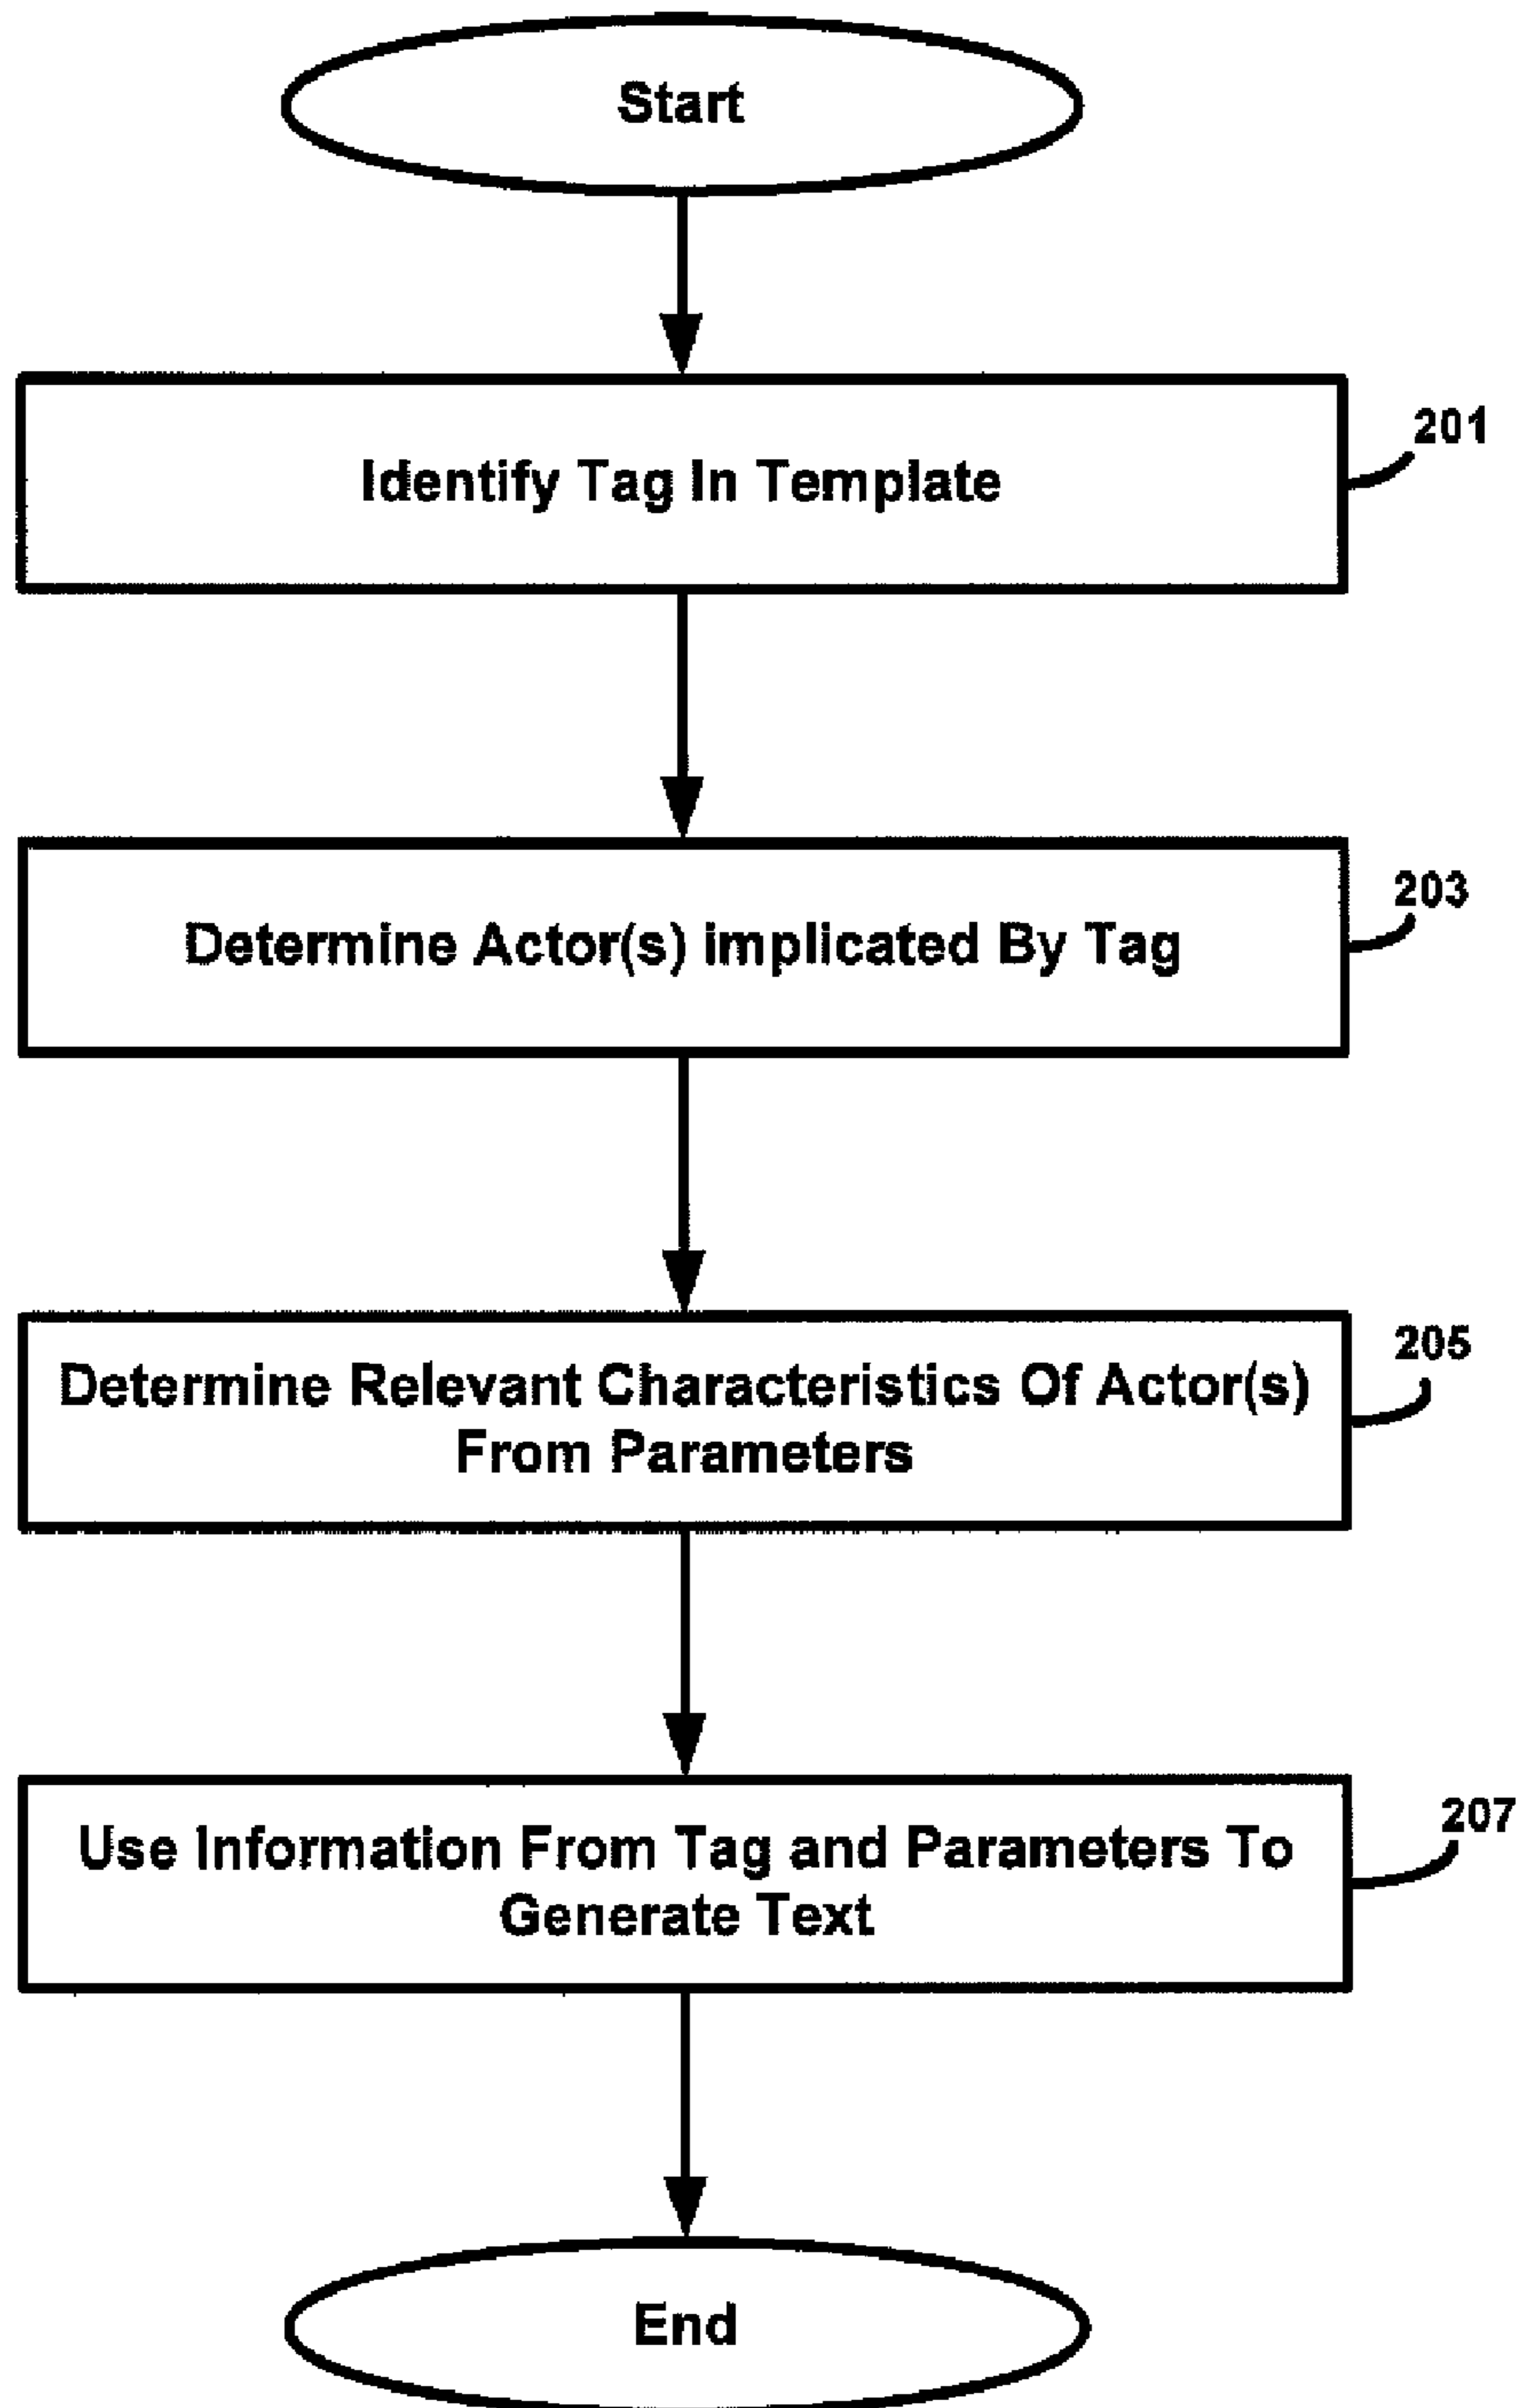 Start
201
Identify Tag In Template
203
Determine Actor(s) implicated By Tag
205
Determine Relevant Characteristics Of Actor(s)
From Parameters
207
Use Information From Tag and Parameters To
Generate Text
End